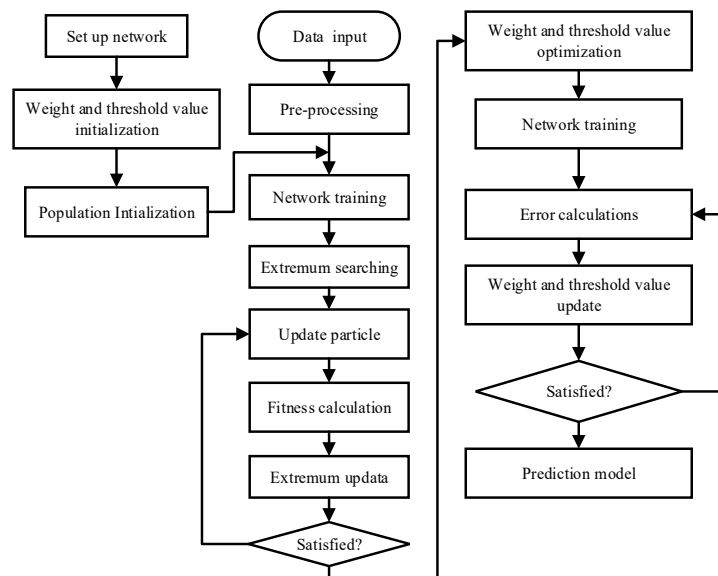 Set up network
Weight and threshold value
initialization
Population Intialization
Data input
Pre-processing
Network training
Extremum searching
Update particle
Fitness calculation
Extremum updata
Satisfied?
Weight and threshold value
optimization
Network training
Error calculations
Weight and threshold value
update
Satisfied?
Prediction model